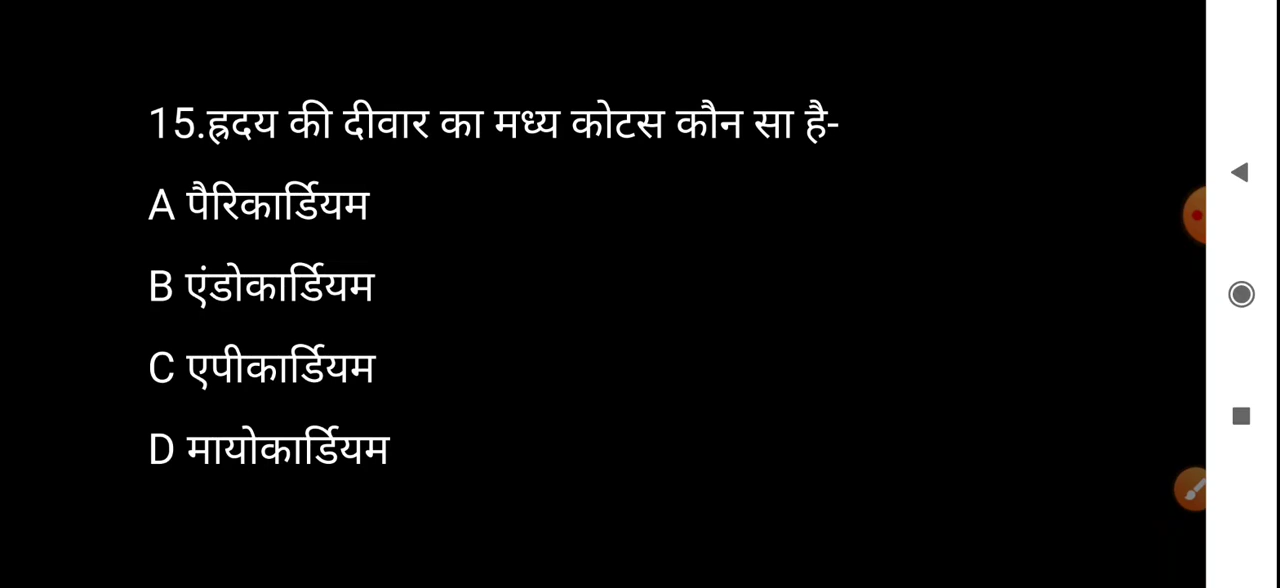 15.ह्रदय की दीवार का मध्य कोटस कौन सा है-
A पैरिकार्डियम
B एंडोकार्डियम
C एपीकार्डियम
D मायोकार्डियम